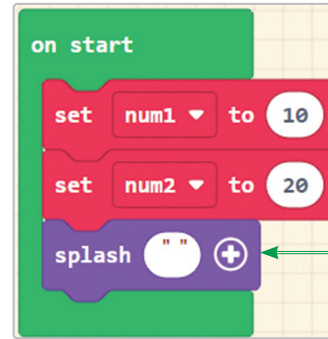 on start
set num1 to 10
set num2 to 20
splash " "